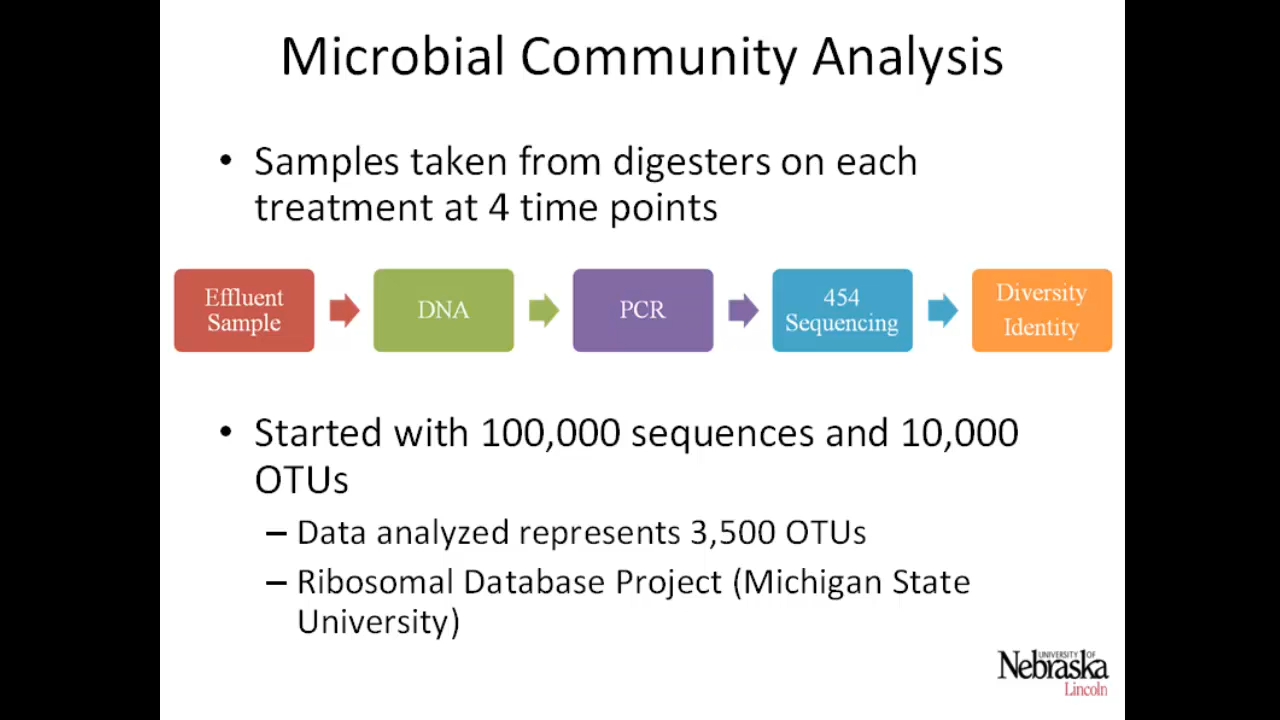 Microbial Community Analysis
• Samples taken from digesters on each
treatment at 4 time points
Effluent
Sample
DNA
PCR
454
Sequencing
Diversity
Identity
• Started with 100,000 sequences and 10,000
OTUs
– Data analyzed represents 3,500 OTUs
– Ribosomal Database Project (Michigan State
University)
UNIVERSITY OF
Nebraska
Lincoln